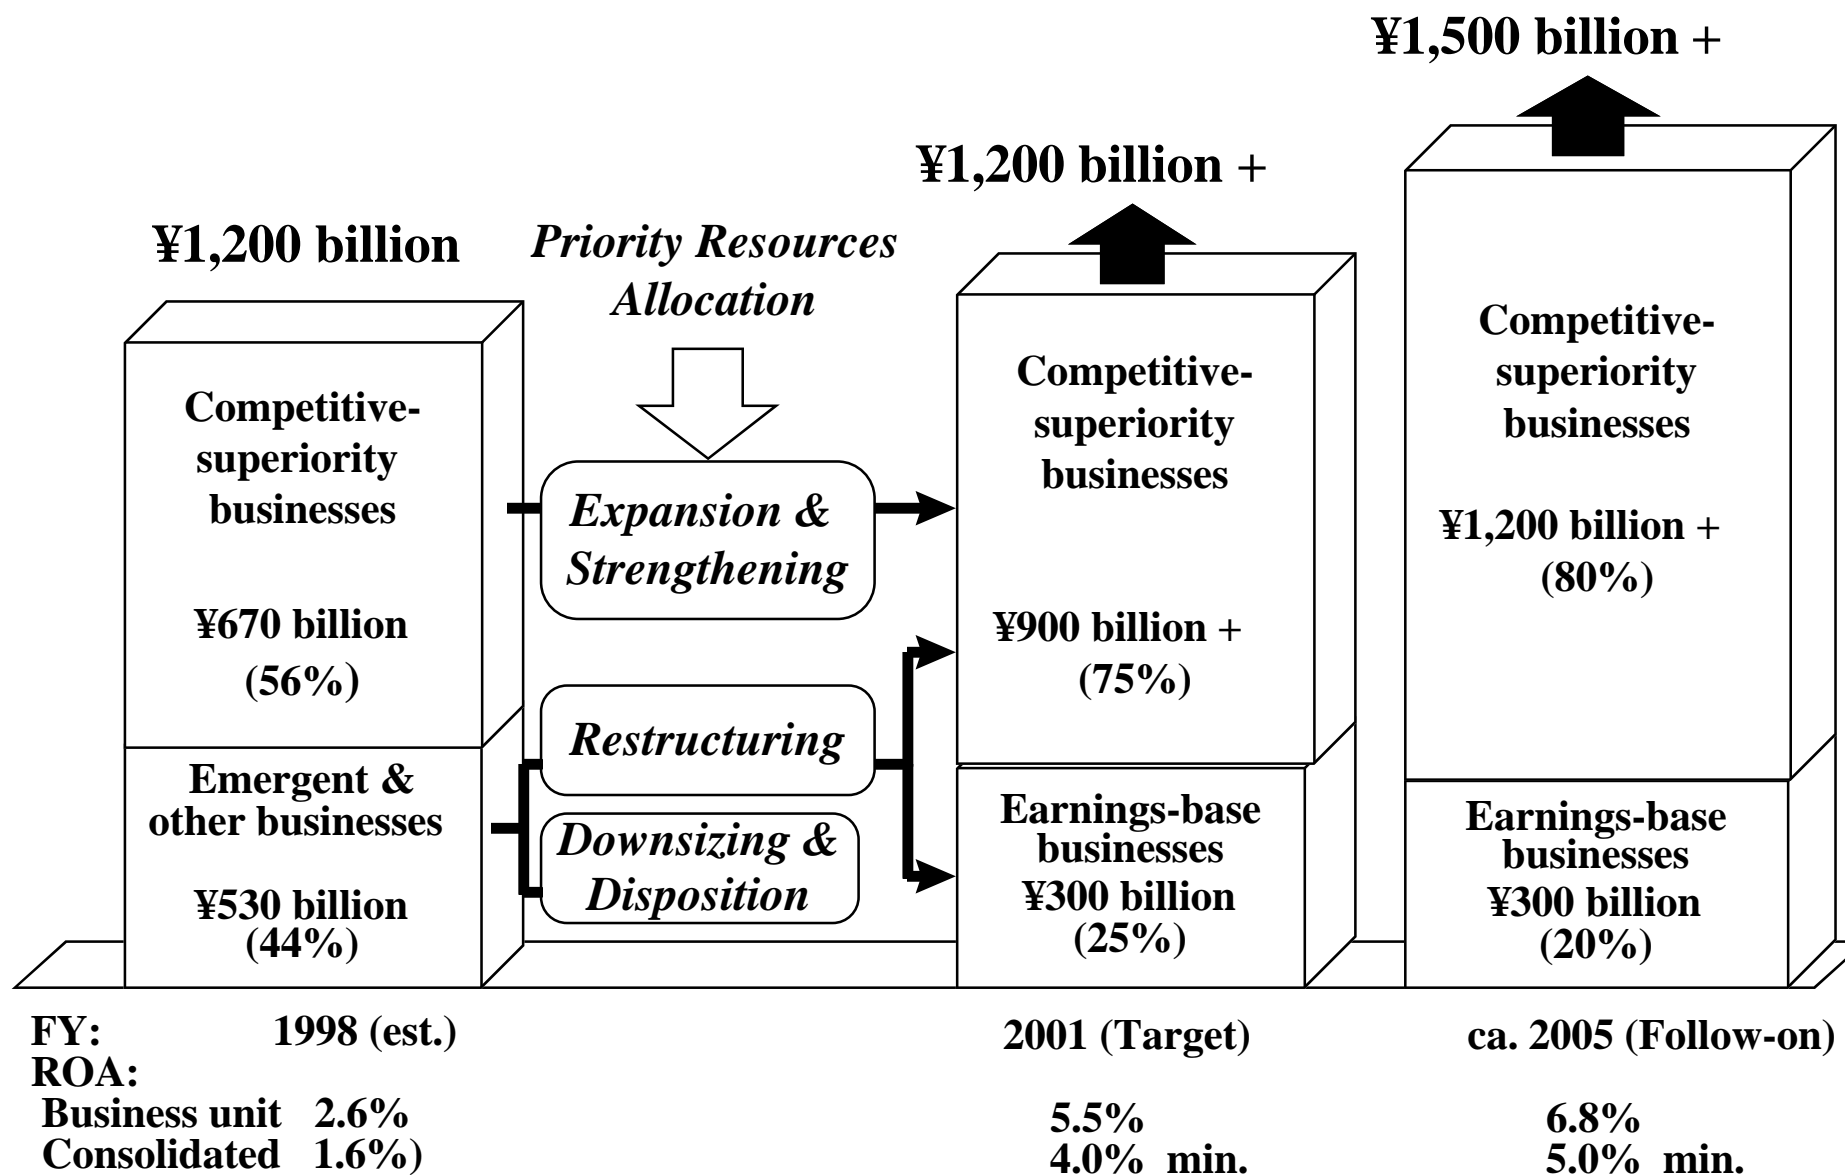 ¥1,500 billion +
¥1,200 billion +
¥1,200 billion
Priority Resources
Allocation
Competitive-
superiority
businesses
¥670 billion
(56%)
Emergent &
other businesses
¥530 billion
(44%)
Expansion &
Strengthening
Restructuring
Downsizing &
Disposition
Competitive-
superiority
businesses
¥900 billion +
(75%)
Earnings-base
businesses
¥300 billion
(25%)
Competitive-
superiority
businesses
¥1,200 billion +
(80%)
Earnings-base
businesses
¥300 billion
(20%)
FY: 1998 (est.) 2001 (Target) ca. 2005 (Follow-on)
ROA:
Business unit 2.6% 5.5% 6.8%
Consolidated 1.6%) 4.0% min. 5.0% min.